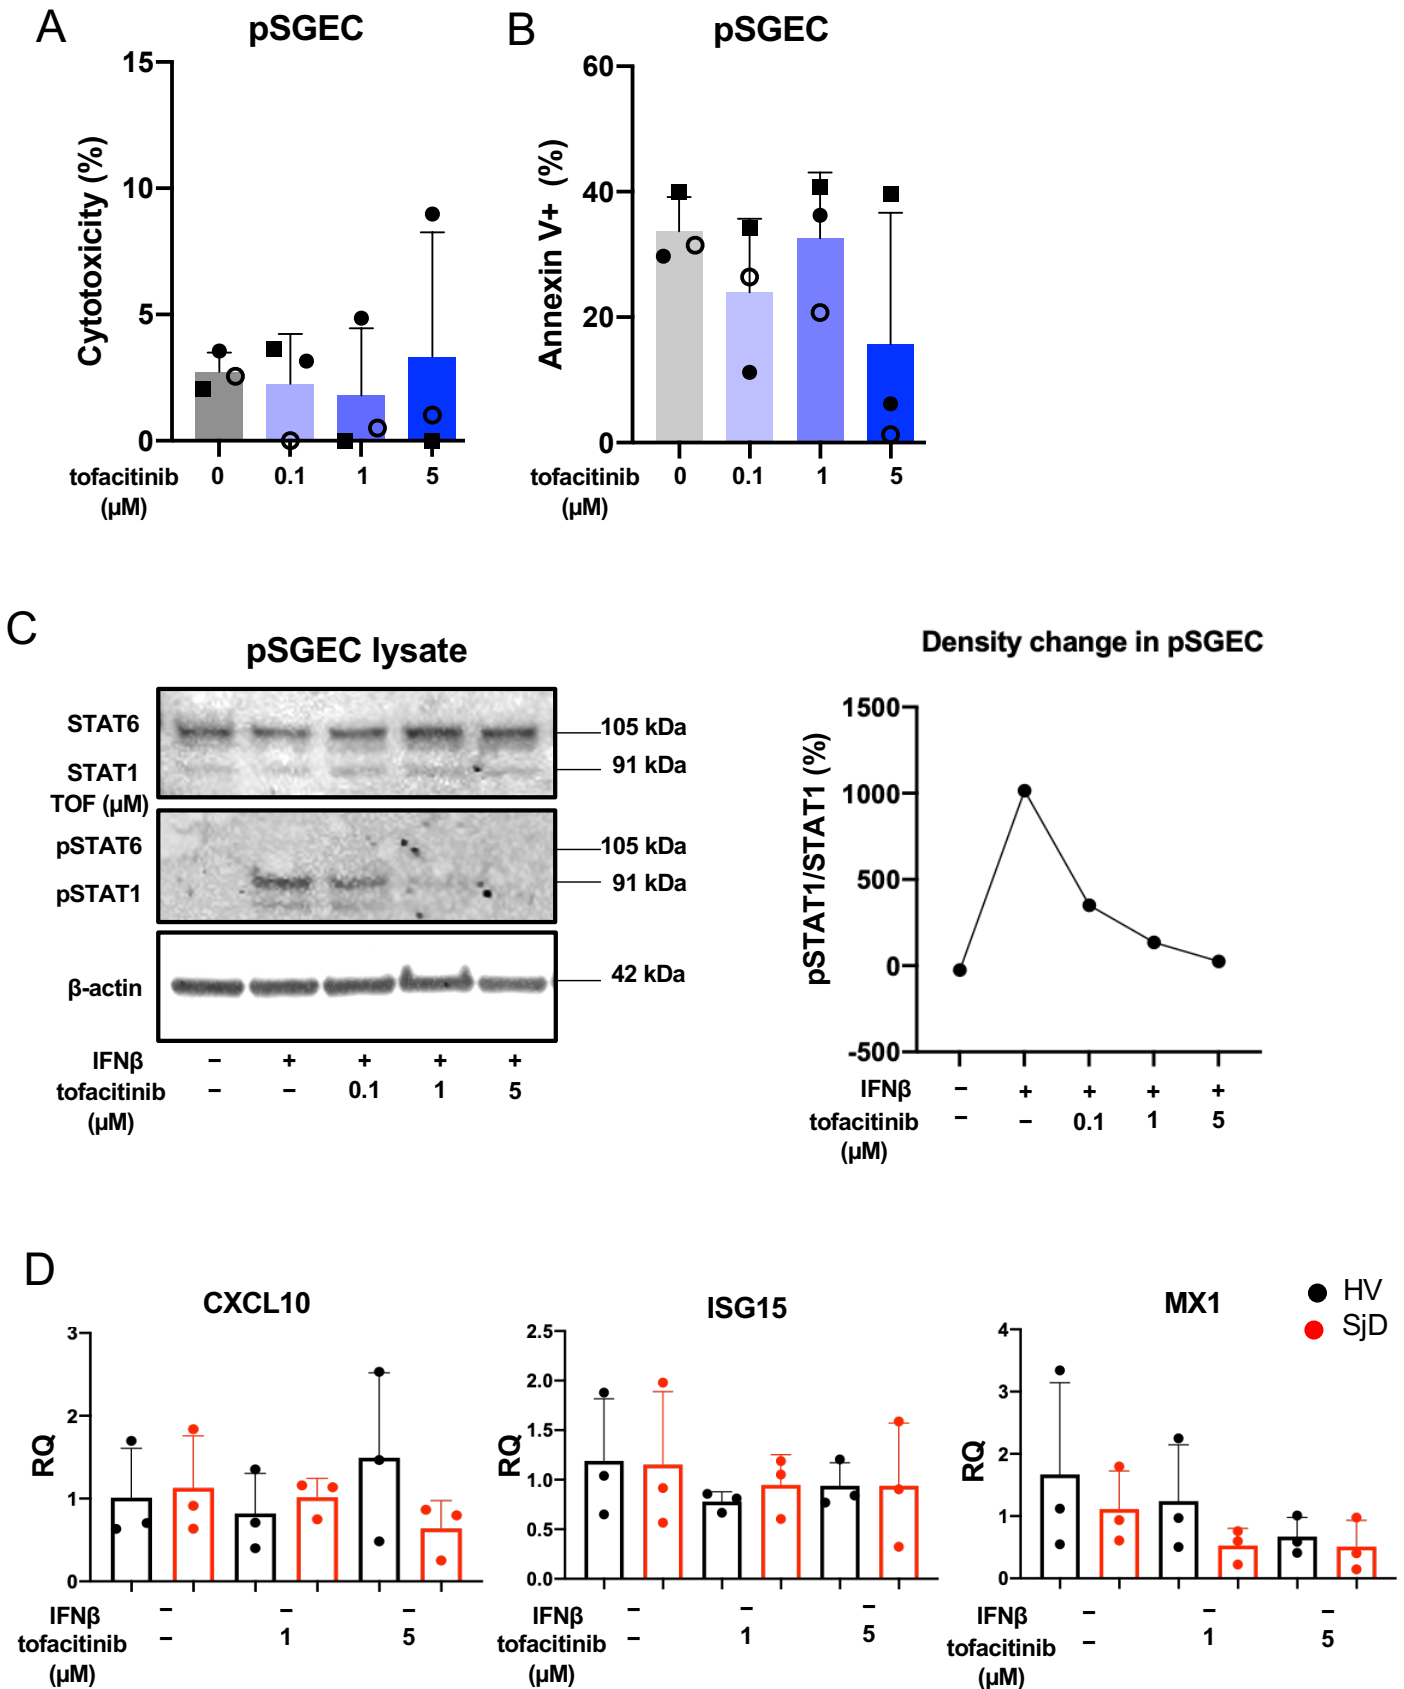 A
pSGEC
15
10
5
0
Cytotoxicity (%)
tofacitinib 0 0.1 1 5
(µM)
B
pSGEC
60
40
20
0
Annexin V+ (%)
tofacitinib 0 0.1 1 5
(µM)
C
pSGEC lysate
STAT6 105 kDa
STAT1 91 kDa
TOF (µM)
pSTAT6 105 kDa
pSTAT1 91 kDa
β-actin 42 kDa
IFNβ – + + + +
tofacitinib – – 0.1 1 5
(µM)
Density change in pSGEC
1500
1000
500
0
-500
pSTAT1/STAT1 (%)
IFNβ – + + + +
tofacitinib – – 0.1 1 5
(µM)
D
CXCL10
3
2
1
0
RQ
IFNβ – – –
tofacitinib – 1 5
(µM)
ISG15
2.5
2.0
1.5
1.0
0.5
0.0
RQ
IFNβ – – –
tofacitinib – 1 5
(µM)
MX1
4
3
2
1
0
RQ
IFNβ – – –
tofacitinib – 1 5
(µM)
HV
SjD